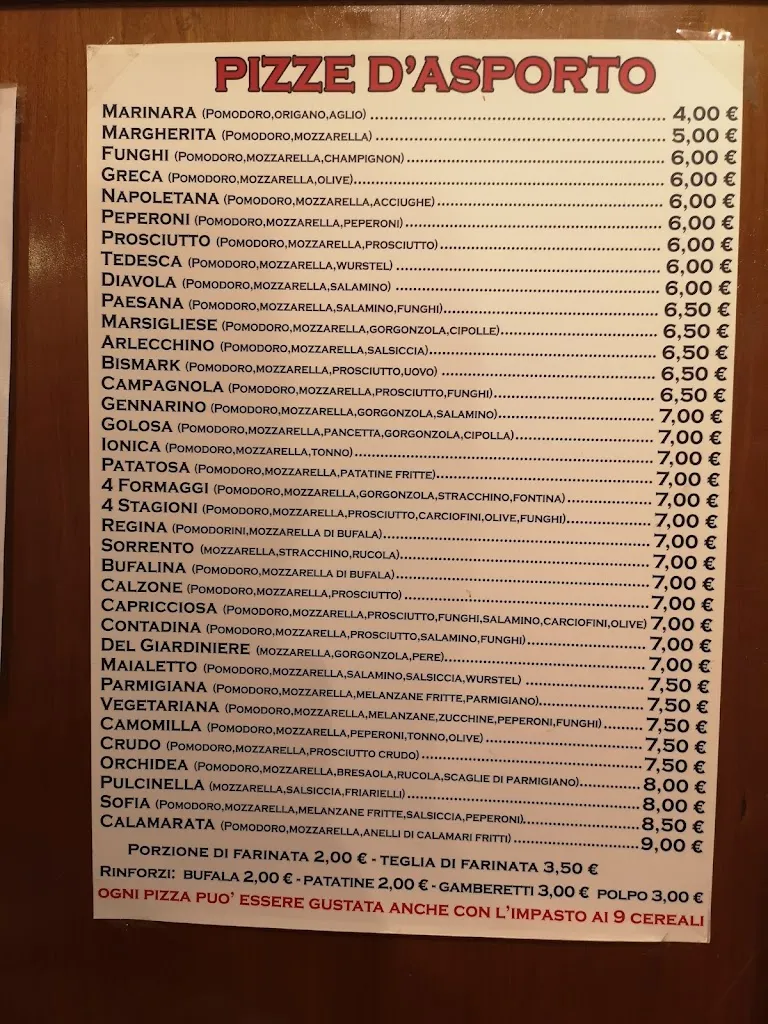 PIZZE D'ASPORTO
MARINARA (POMODORO,ORIGANO,AGLIO) ........ 4,00 €
MARGHERITA (POMODORO,MOZZARELLA) ........ 5,00 €
FUNGHI (POMODORO,MOZZARELLA,CHAMPIGNON) ........ 6,00 €
GRECA (POMODORO,MOZZARELLA,OLIVE) ........ 6,00 €
NAPOLETANA (POMODORO,MOZZARELLA,ACCIUGHE) ........ 6,00 €
PEPERONI (POMODORO,MOZZARELLA,PEPERONI) ........ 6,00 €
PROSCIUTTO (POMODORO,MOZZARELLA,PROSCIUTTO) ........ 6,00 €
TEDESCA (POMODORO,MOZZARELLA,WURSTEL) ........ 6,00 €
DIAVOLA (POMODORO,MOZZARELLA,SALAMINO) ........ 6,00 €
PAESANA (POMODORO,MOZZARELLA,SALAMINO,FUNGHI) ........ 6,50 €
MARSIGLIESE (POMODORO,MOZZARELLA,GORGONZOLA,CIPOLLE) ........ 6,50 €
ARLECCHINO (POMODORO,MOZZARELLA,SALSICCIA) ........ 6,50 €
BISMARK (POMODORO,MOZZARELLA,PROSCIUTTO,UOVO) ........ 6,50 €
CAMPAGNOLA (POMODORO,MOZZARELLA,PROSCIUTTO,FUNGHI) ........ 6,50 €
GENNARINO (POMODORO,MOZZARELLA,GORGONZOLA,SALAMINO) ........ 7,00 €
GOLOSA (POMODORO,MOZZARELLA,PANCETTA,GORGONZOLA,CIPOLLA) ........ 7,00 €
IONICA (POMODORO,MOZZARELLA,TONNO) ........ 7,00 €
PATATOSA (POMODORO,MOZZARELLA,PATATINE FRITTE) ........ 7,00 €
4 FORMAGGI (POMODORO,MOZZARELLA,GORGONZOLA,STRACCHINO,FONTINA) ........ 7,00 €
4 STAGIONI (POMODORO,MOZZARELLA,PROSCIUTTO,CARCIOFINI,OLIVE,FUNGHI) ........ 7,00 €
REGINA (POMODORINI,MOZZARELLA DI BUFALA) ........ 7,00 €
SORRENTO (MOZZARELLA,STRACCHINO,RUCOLA) ........ 7,00 €
BUFALINA (POMODORO,MOZZARELLA DI BUFALA) ........ 7,00 €
CALZONE (POMODORO,MOZZARELLA,PROSCIUTTO) ........ 7,00 €
CAPRICCIOSA (POMODORO,MOZZARELLA,PROSCIUTTO,FUNGHI,SALAMINO,CARCIOFINI,OLIVE) 7,00 €
CONTADINA (POMODORO,MOZZARELLA,PROSCIUTTO,SALAMINO,FUNGHI) ........ 7,00 €
DEL GIARDINIERE (MOZZARELLA,GORGONZOLA,PERE) ........ 7,00 €
MAIALETTO (POMODORO,MOZZARELLA,SALAMINO,SALSICCIA,WURSTEL) ........ 7,50 €
PARMIGIANA (POMODORO,MOZZARELLA,MELANZANE FRITTE,PARMIGIANO) ........ 7,50 €
VEGETARIANA (POMODORO,MOZZARELLA,MELANZANE,ZUCCHINE,PEPERONI,FUNGHI) ........ 7,50 €
CAMOMILLA (POMODORO,MOZZARELLA,PEPERONI,TONNO,OLIVE) ........ 7,50 €
CRUDO (POMODORO,MOZZARELLA,PROSCIUTTO CRUDO) ........ 7,50 €
ORCHIDEA (POMODORO,MOZZARELLA,BRESAOLA,RUCOLA,SCAGLIE DI PARMIGIANO) ........ 8,00 €
PULCINELLA (MOZZARELLA,SALSICCIA,FRIARIELLI) ........ 8,00 €
SOFIA (POMODORO,MOZZARELLA,MELANZANE FRITTE,SALSICCIA,PEPERONI) ........ 8,50 €
CALAMARATA (POMODORO,MOZZARELLA,ANELLI DI CALAMARI FRITTI) ........ 9,00 €
PORZIONE DI FARINATA 2,00 € - TEGLIA DI FARINATA 3,50 €
RINFORZI: BUFALA 2,00 € - PATATINE 2,00 € - GAMBERETTI 3,00 € POLPO 3,00 €
OGNI PIZZA PUO' ESSERE GUSTATA ANCHE CON L'IMPASTO AI 9 CEREALI